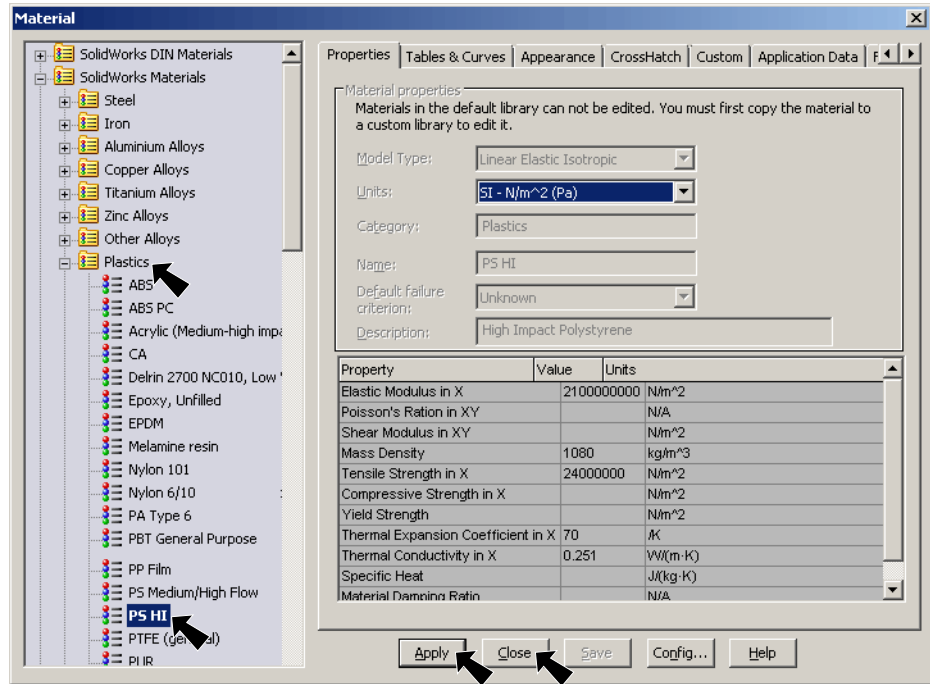 Material
SolidWorks DIN Materials
SolidWorks Materials
Steel
Iron
Aluminium Alloys
Copper Alloys
Titanium Alloys
Zinc Alloys
Other Alloys
Plastics
ABS
ABS PC
Acrylic (Medium-high impa
CA
Delrin 2700 NC010, Low '
Epoxy, Unfilled
EPDM
Melamine resin
Nylon 101
Nylon 6/10
PA Type 6
PBT General Purpose
PP Film
PS Medium/High Flow
PS HI
PTFE
PUR
Properties Tables & Curves Appearance CrossHatch Custom Application Data F
Material properties
Materials in the default library can not be edited. You must first copy the material to
a custom library to edit it.
Model Type: Linear Elastic Isotropic
Units: SI - N/m^2 (Pa)
Category: Plastics
Name: PS HI
Default failure
criterion: Unknown
Description: High Impact Polystyrene
Property Value Units
Elastic Modulus in X 2100000000 N/m^2
Poisson's Ration in XY N/A
Shear Modulus in XY N/m^2
Mass Density 1080 kg/m^3
Tensile Strength in X 24000000 N/m^2
Compressive Strength in X N/m^2
Yield Strength N/m^2
Thermal Expansion Coefficient in X 70 /K
Thermal Conductivity in X 0.251 W/(m·K)
Specific Heat J/(kg·K)
Material Damping Ratio N/A
Apply Close Save Config... Help